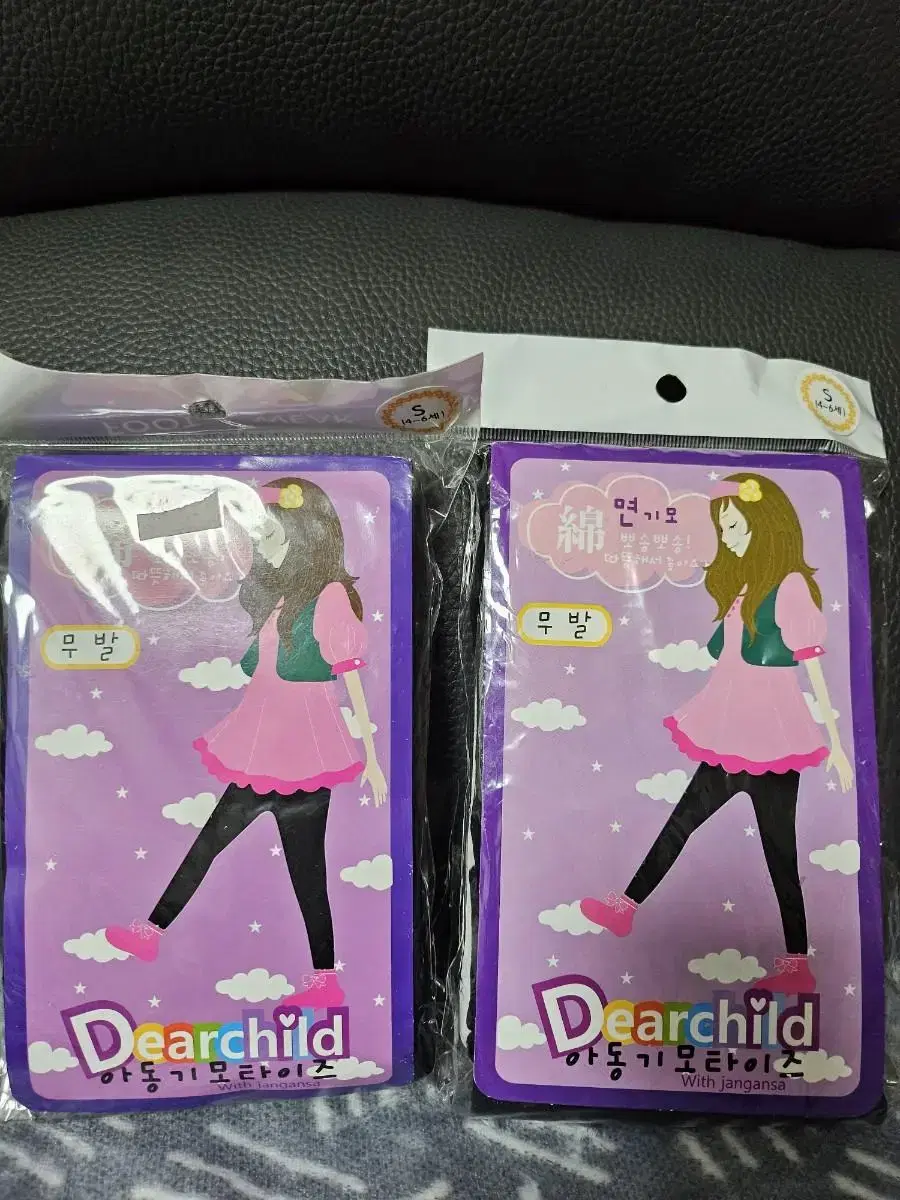 S
(4~6세)
무발
Dearchild
아동기모타이즈
With jangansa
S
(4~6세)
綿 면기모
뽀송뽀송!
따뜻해서 좋아요!
무발
Dearchild
아동기모타이즈
With jangansa